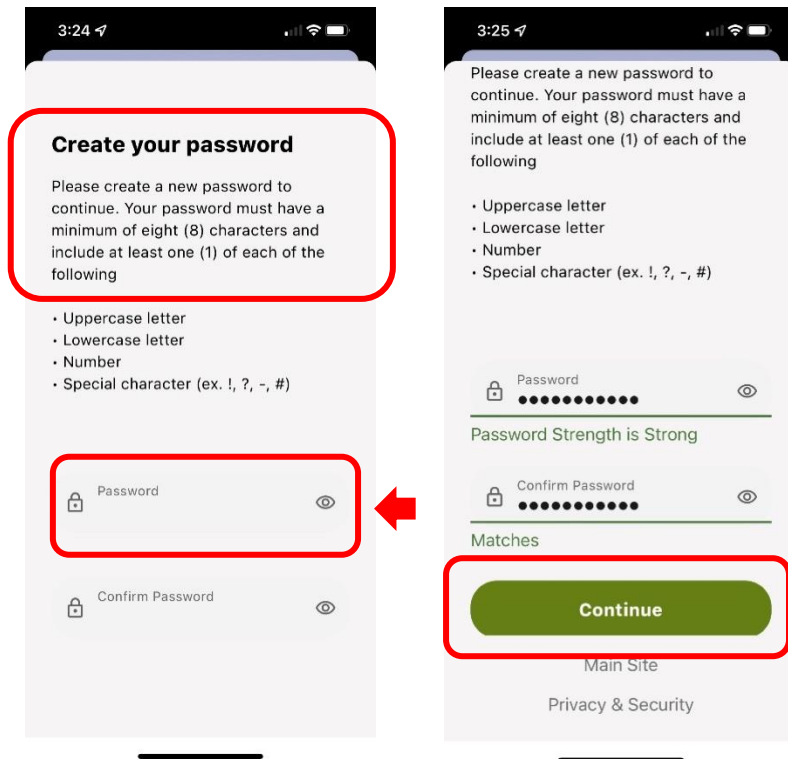 3:24
Create your password
Please create a new password to
continue. Your password must have a
minimum of eight (8) characters and
include at least one (1) of each of the
following
• Uppercase letter
• Lowercase letter
• Number
• Special character (ex. !, ?, -, #)
Password
Confirm Password
3:25
Please create a new password to
continue. Your password must have a
minimum of eight (8) characters and
include at least one (1) of each of the
following
• Uppercase letter
• Lowercase letter
• Number
• Special character (ex. !, ?, -, #)
Password
•••••••••••
Password Strength is Strong
Confirm Password
•••••••••••
Matches
Continue
Main Site
Privacy & Security